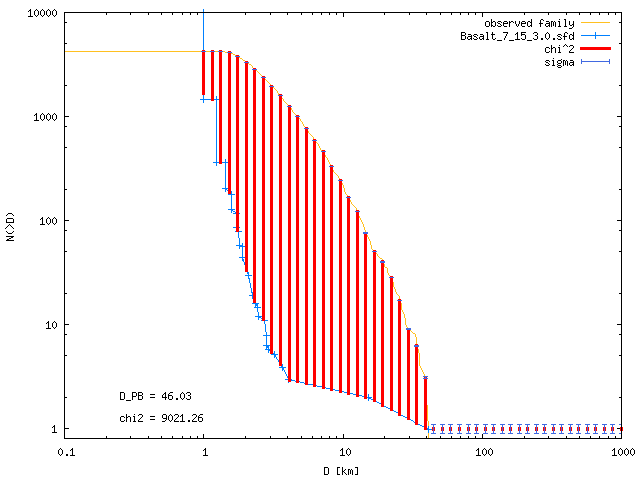 10000
observed family
Basalt_7_15_3.0.sfd
chi^2
sigma
1000
100
N(>D)
10
D_PB = 46.03
chi2 = 9021.26
1
0.1 1 10 100 1000
D [km]